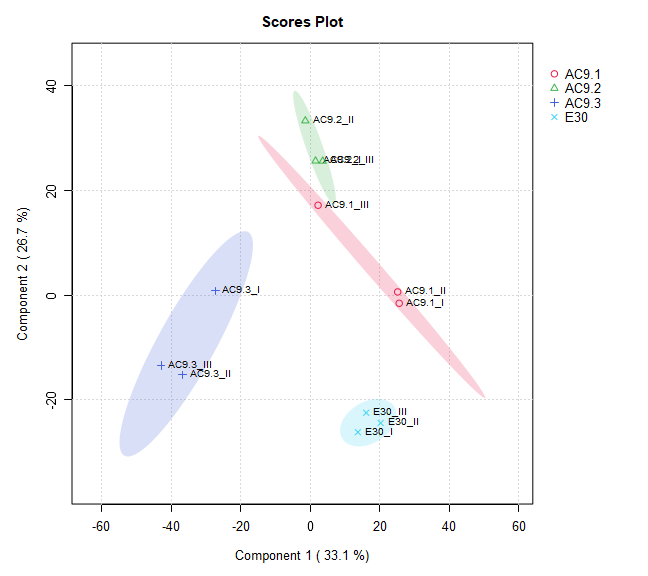 Scores Plot
AC9.1
AC9.2
AC9.3
E30
Component 2 ( 26.7 %)
40
20
0
-20
AC9.2_II
AC9.2_III
AC9.1_III
AC9.3_I
AC9.1_II
AC9.1_I
AC9.3_III
AC9.3_II
E30_III
E30_II
E30_I
-60
-40
-20
0
20
40
60
Component 1 ( 33.1 %)